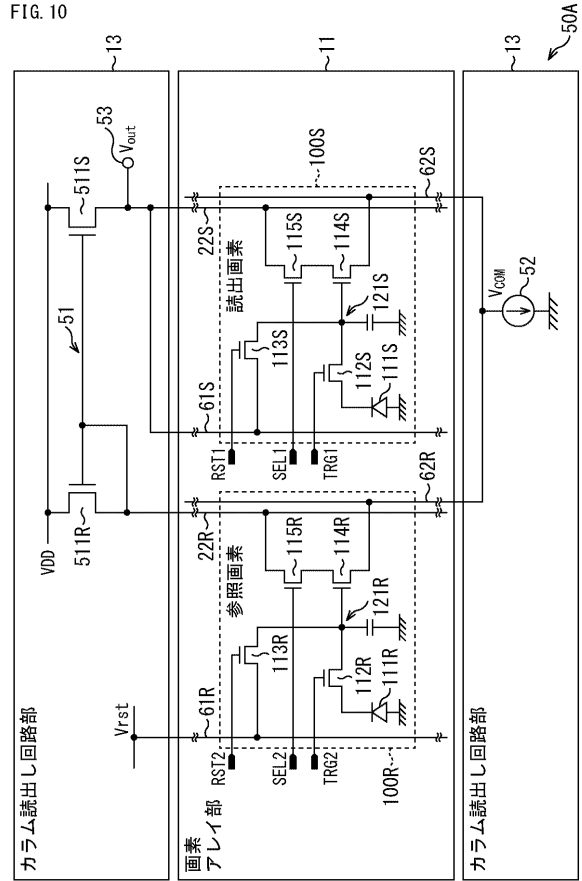 FIG. 10
50A
カラム読出し回路部
13
VDD
Vrst
51
511R
511S
53
Vout
画素
アレイ部
11
参照画素
100R
読出画素
100S
61R
22R
62R
61S
22S
62S
RST2
SEL2
TRG2
113R
115R
114R
112R
111R
121R
RST1
SEL1
TRG1
113S
115S
114S
112S
111S
121S
カラム読出し回路部
13
VCOM
52